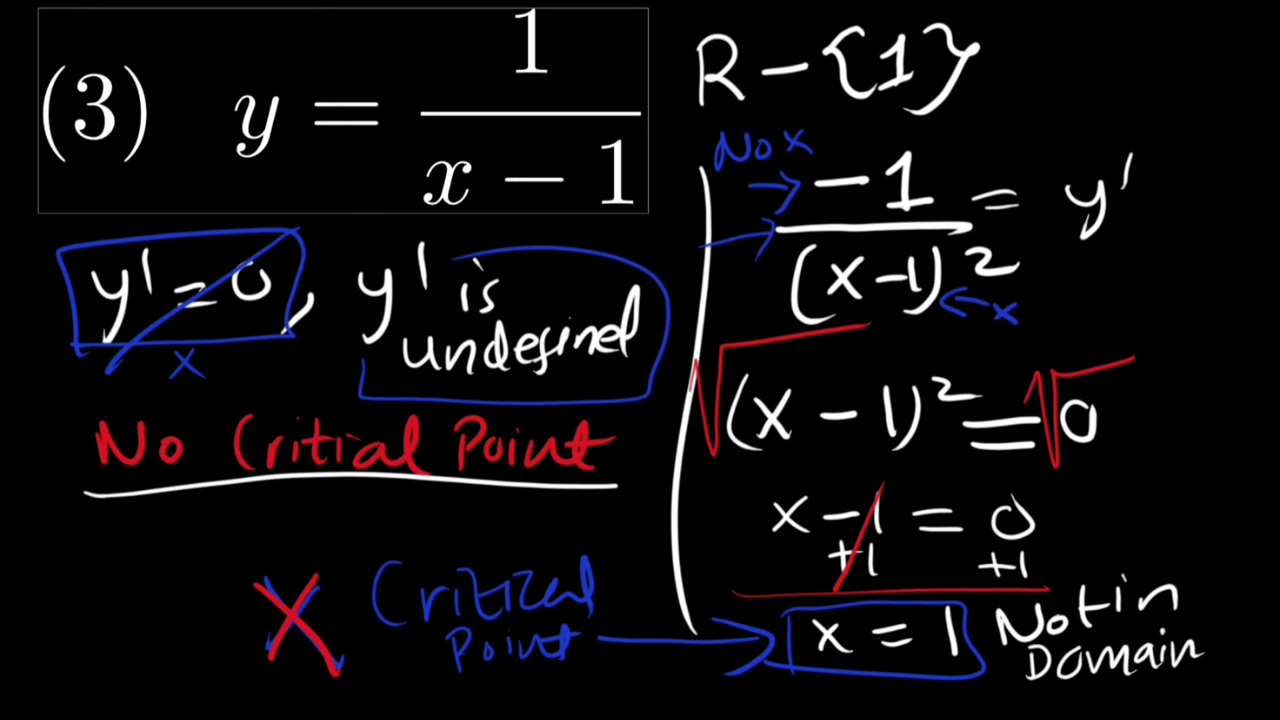 (3) y = 1/(x − 1)
R − {1}
No x
−1/(x−1)² = y'
x
y' = 0, y' is undefined
x
No Critical Point
√(x − 1)² = √0
x − 1 = 0
+1 +1
x = 1 Not in Domain
X Critical Point